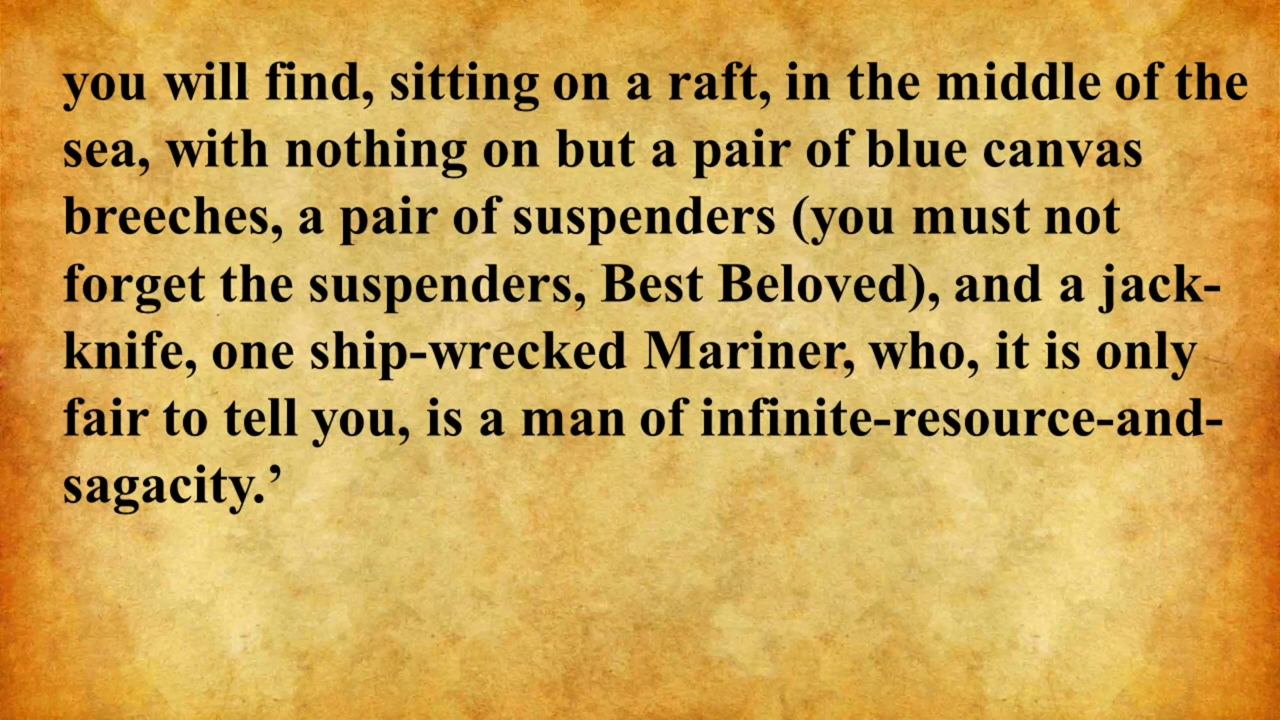 you will find, sitting on a raft, in the middle of the
sea, with nothing on but a pair of blue canvas
breeches, a pair of suspenders (you must not
forget the suspenders, Best Beloved), and a jack-
knife, one ship-wrecked Mariner, who, it is only
fair to tell you, is a man of infinite-resource-and-
sagacity.’